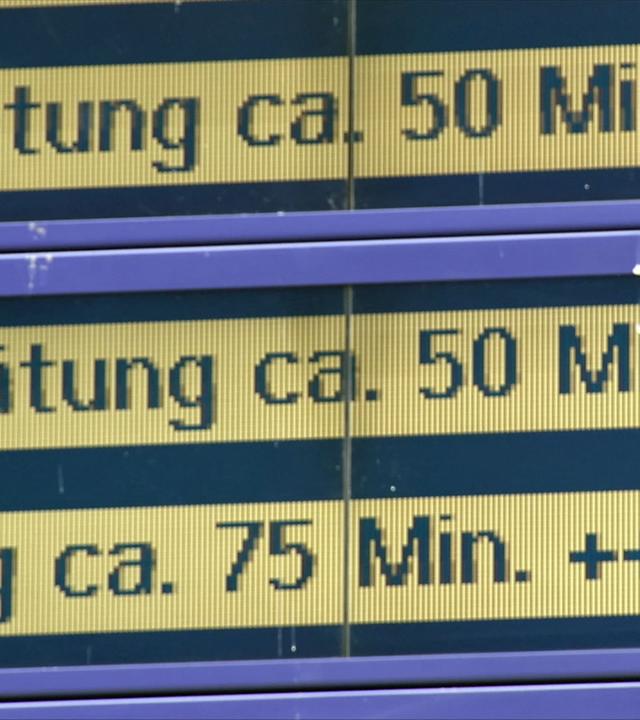 tung ca. 50 Mi
tung ca. 50 M
g ca. 75 Min. ++